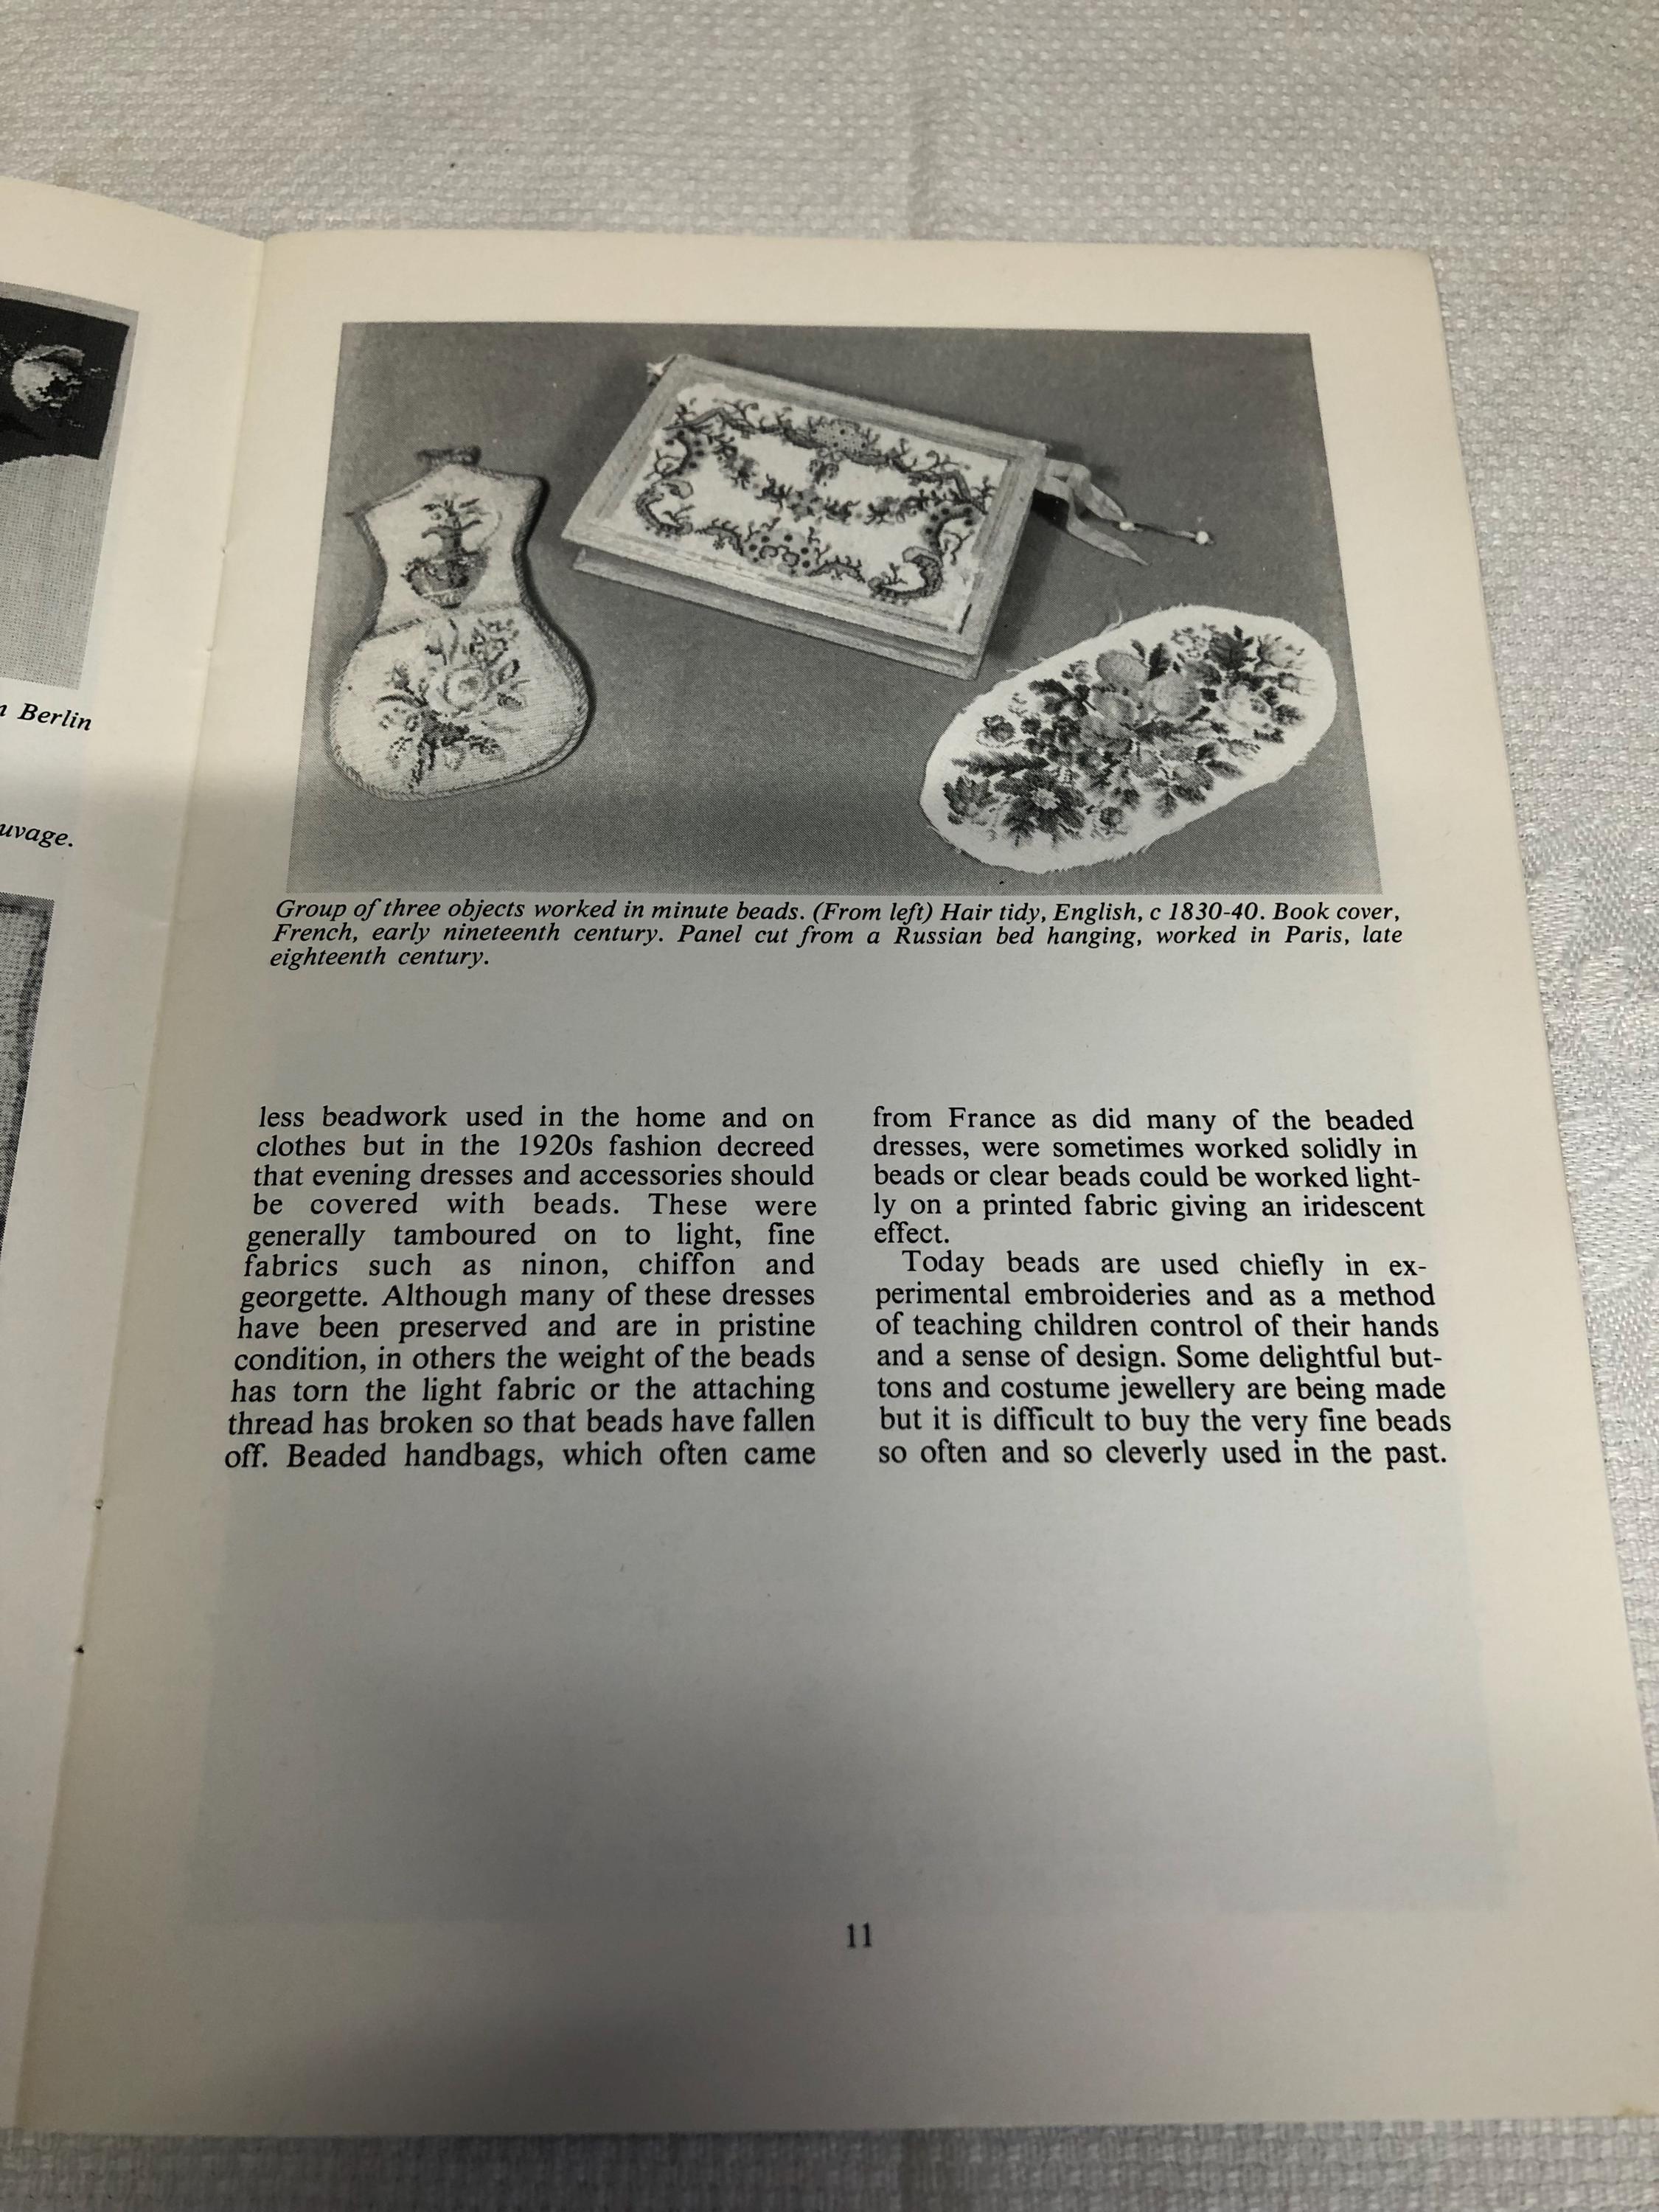 n Berlin
uvage.
Group of three objects worked in minute beads. (From left) Hair tidy, English, c 1830-40. Book cover,
French, early nineteenth century. Panel cut from a Russian bed hanging, worked in Paris, late
eighteenth century.
less beadwork used in the home and on
clothes but in the 1920s fashion decreed
that evening dresses and accessories should
be covered with beads. These were
generally tamboured on to light, fine
fabrics such as ninon, chiffon and
georgette. Although many of these dresses
have been preserved and are in pristine
condition, in others the weight of the beads
has torn the light fabric or the attaching
thread has broken so that beads have fallen
off. Beaded handbags, which often came
from France as did many of the beaded
dresses, were sometimes worked solidly in
beads or clear beads could be worked light-
ly on a printed fabric giving an iridescent
effect.
Today beads are used chiefly in ex-
perimental embroideries and as a method
of teaching children control of their hands
and a sense of design. Some delightful but-
tons and costume jewellery are being made
but it is difficult to buy the very fine beads
so often and so cleverly used in the past.
11